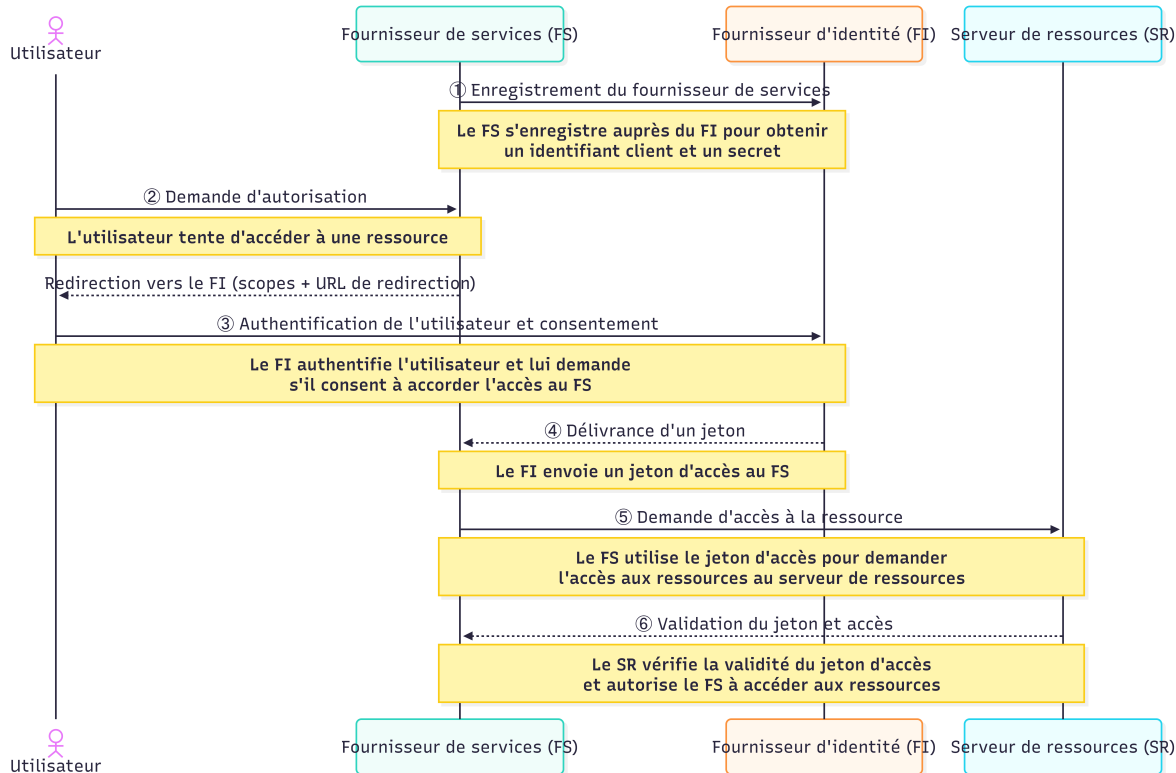 Utilisateur
Fournisseur de services (FS)
Fournisseur d'identité (FI)
Serveur de ressources (SR)
① Enregistrement du fournisseur de services
Le FS s'enregistre auprès du FI pour obtenir
un identifiant client et un secret
② Demande d'autorisation
L'utilisateur tente d'accéder à une ressource
Redirection vers le FI (scopes + URL de redirection)
③ Authentification de l'utilisateur et consentement
Le FI authentifie l'utilisateur et lui demande
s'il consent à accorder l'accès au FS
④ Délivrance d'un jeton
Le FI envoie un jeton d'accès au FS
⑤ Demande d'accès à la ressource
Le FS utilise le jeton d'accès pour demander
l'accès aux ressources au serveur de ressources
⑥ Validation du jeton et accès
Le SR vérifie la validité du jeton d'accès
et autorise le FS à accéder aux ressources
Utilisateur
Fournisseur de services (FS)
Fournisseur d'identité (FI)
Serveur de ressources (SR)